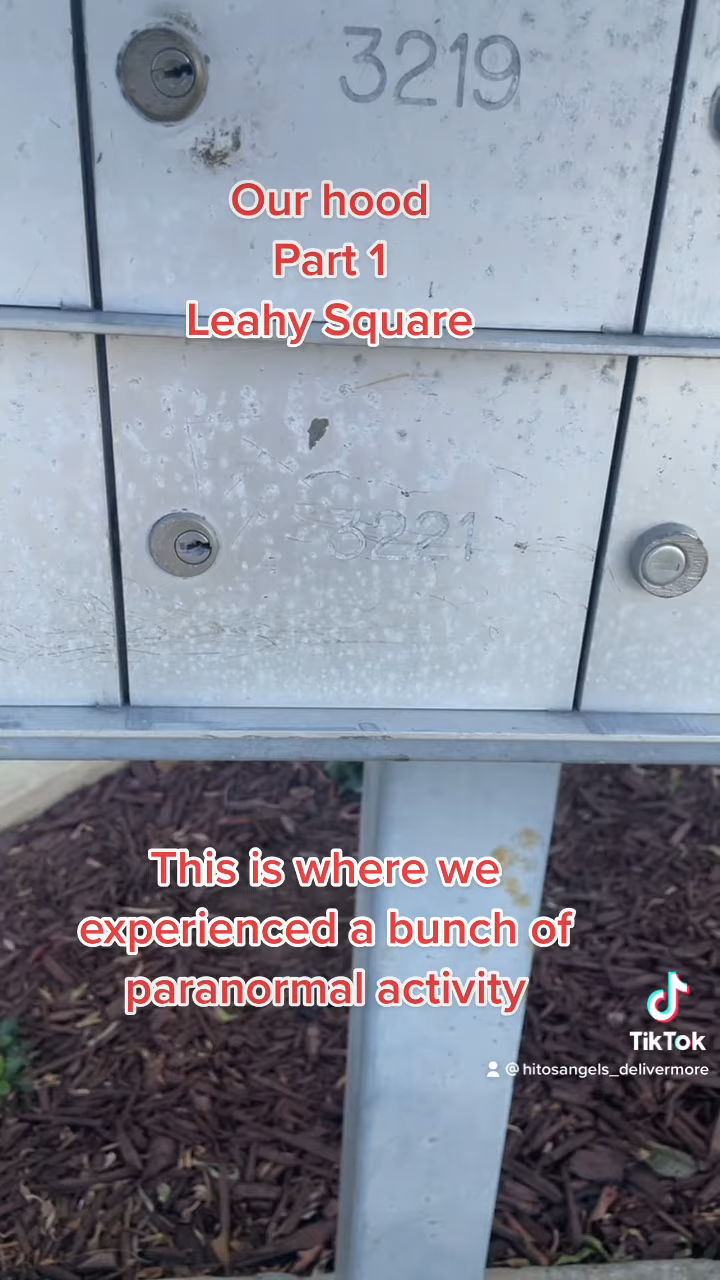 3219
Our hood
Part 1
Leahy Square
3221
This is where we
experienced a bunch of
paranormal activity
TikTok
@hitosangels_delivermore